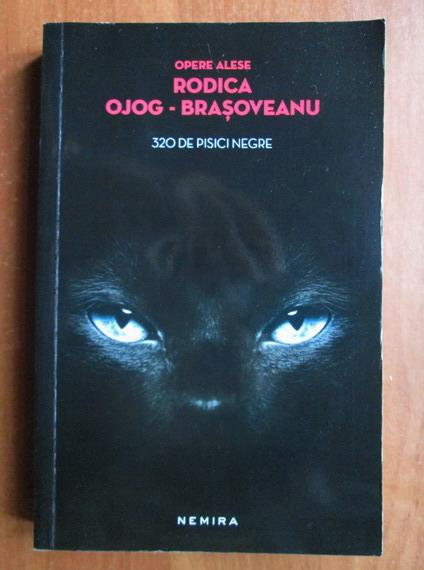 OPERE ALESE
RODICA
OJOG - BRAȘOVEANU
320 DE PISICI NEGRE
NEMIRA